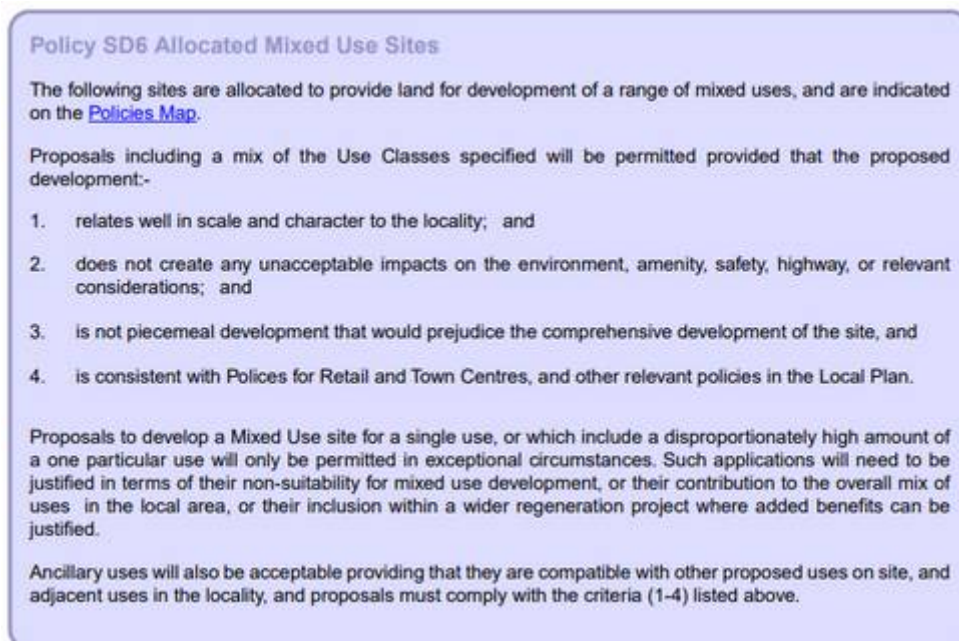 Policy SD6 Allocated Mixed Use Sites
The following sites are allocated to provide land for development of a range of mixed uses, and are indicated
on the Policies Map.
Proposals including a mix of the Use Classes specified will be permitted provided that the proposed
development:-
1. relates well in scale and character to the locality; and
2. does not create any unacceptable impacts on the environment, amenity, safety, highway, or relevant
considerations; and
3. is not piecemeal development that would prejudice the comprehensive development of the site, and
4. is consistent with Polices for Retail and Town Centres, and other relevant policies in the Local Plan.
Proposals to develop a Mixed Use site for a single use, or which include a disproportionately high amount of
a one particular use will only be permitted in exceptional circumstances. Such applications will need to be
justified in terms of their non-suitability for mixed use development, or their contribution to the overall mix of
uses in the local area, or their inclusion within a wider regeneration project where added benefits can be
justified.
Ancillary uses will also be acceptable providing that they are compatible with other proposed uses on site, and
adjacent uses in the locality, and proposals must comply with the criteria (1-4) listed above.